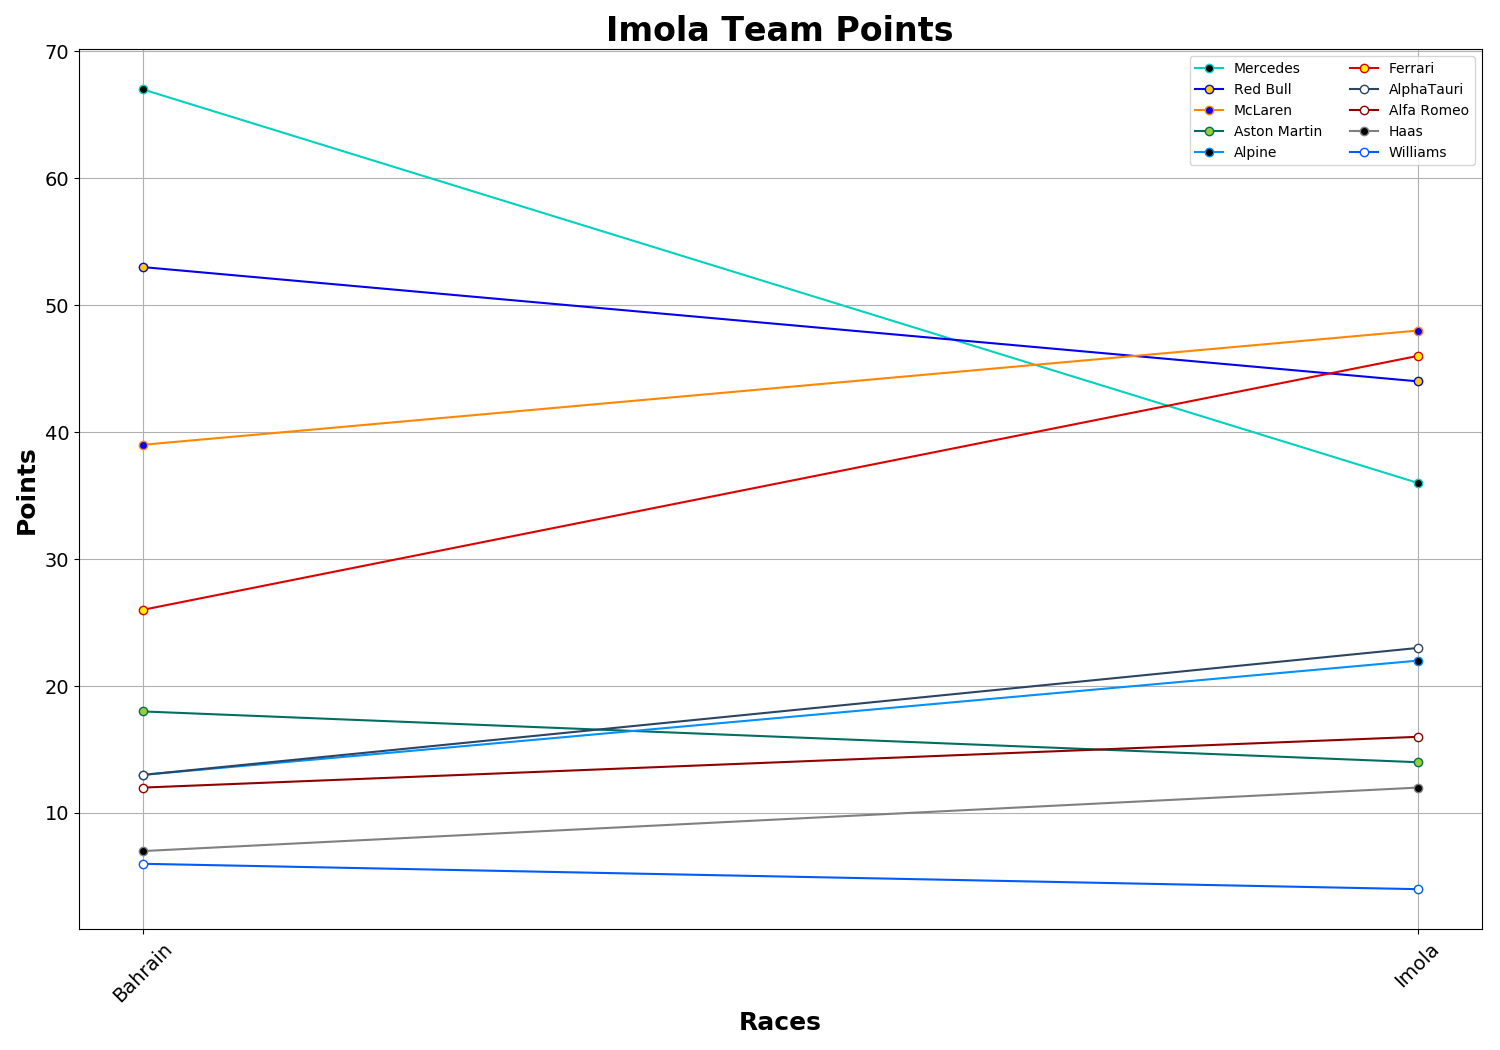 Imola Team Points
70
60
50
40
30
20
10
Points
Mercedes
Red Bull
McLaren
Aston Martin
Alpine
Ferrari
AlphaTauri
Alfa Romeo
Haas
Williams
Bahrain
Imola
Races